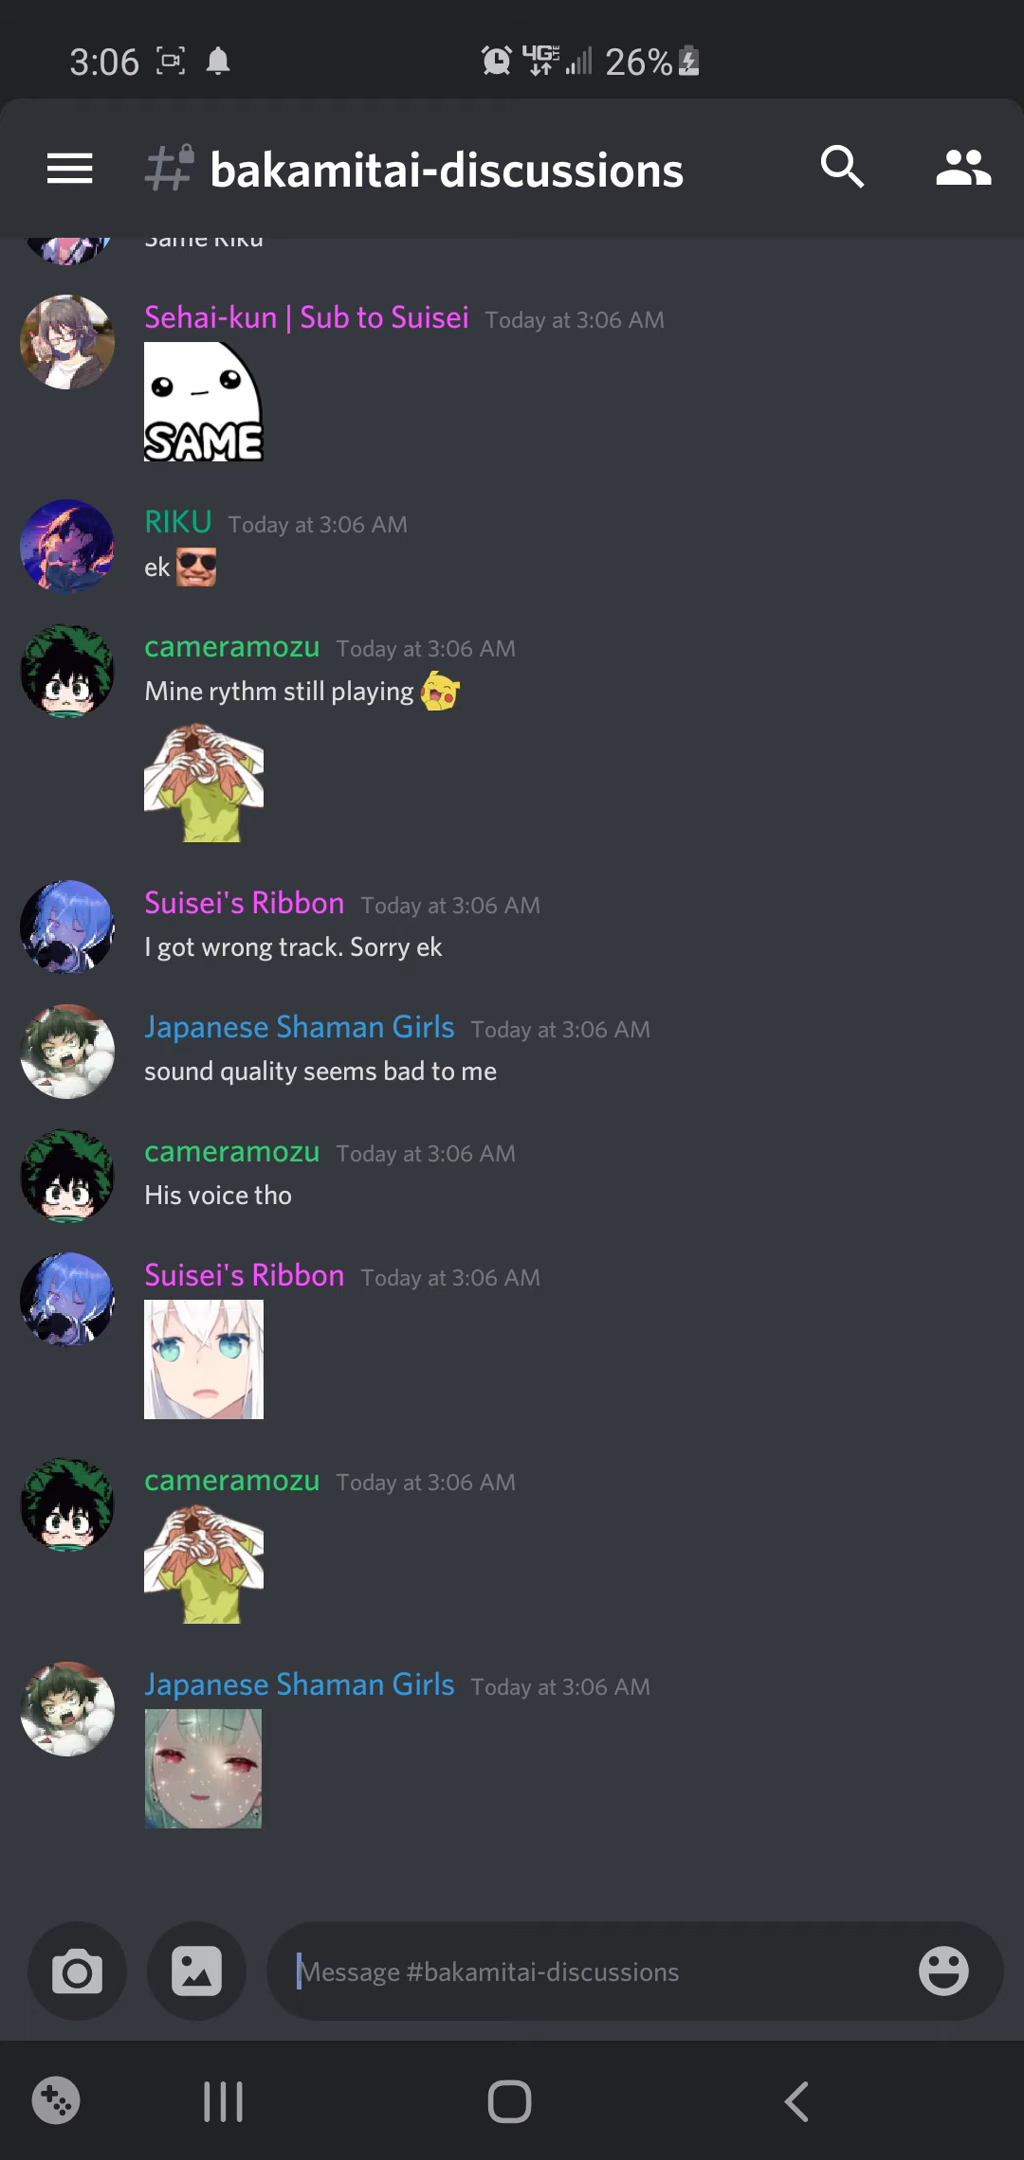 3:06 4G LTE 26%
bakamitai-discussions
Same Riku
Sehai-kun | Sub to Suisei Today at 3:06 AM
SAME
RIKU Today at 3:06 AM
ek
cameramozu Today at 3:06 AM
Mine rythm still playing
Suisei's Ribbon Today at 3:06 AM
I got wrong track. Sorry ek
Japanese Shaman Girls Today at 3:06 AM
sound quality seems bad to me
cameramozu Today at 3:06 AM
His voice tho
Suisei's Ribbon Today at 3:06 AM
cameramozu Today at 3:06 AM
Japanese Shaman Girls Today at 3:06 AM
Message #bakamitai-discussions